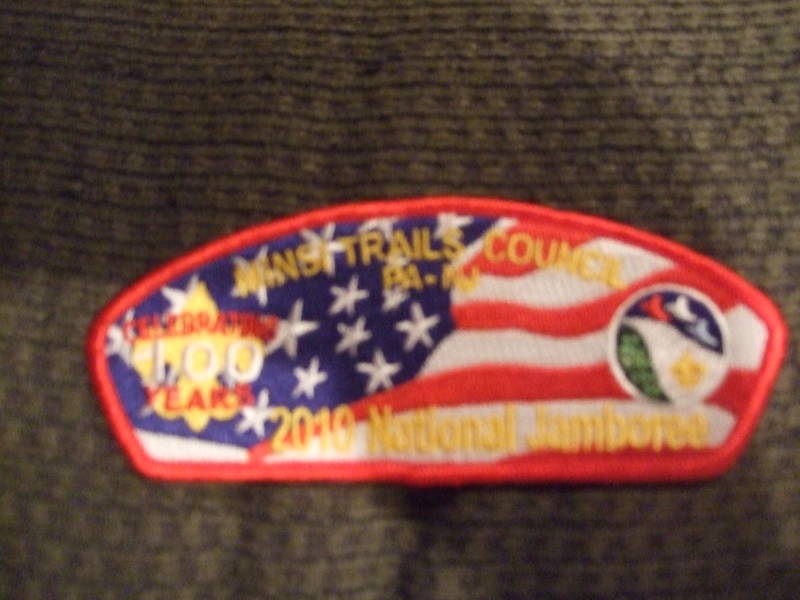 MINSI TRAILS COUNCIL
PA - NJ
CELEBRATING
100
YEARS
2010 National Jamboree